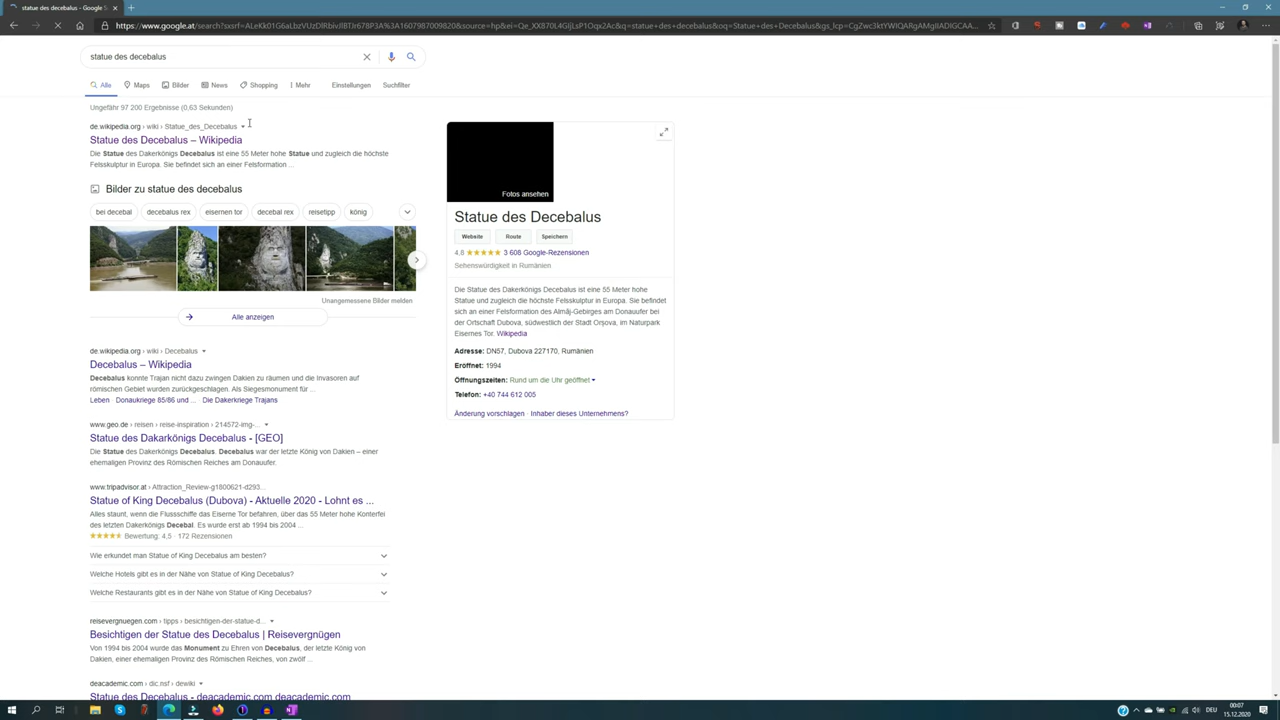 statue des decebalus - Google S
statue des decebalus
Alle
Maps
Bilder
News
Shopping
Mehr
Einstellungen
Suchfilter
Ungefähr 97 200 Ergebnisse (0,63 Sekunden)
de.wikipedia.org › wiki › Statue_des_Decebalus
Statue des Decebalus – Wikipedia
Die Statue des Dakerkönigs Decebalus ist eine 55 Meter hohe Statue und zugleich die höchste
Felsskulptur in Europa. Sie befindet sich an einer Felsformation ...
Bilder zu statue des decebalus
bei decebal
decebalus rex
eisernen tor
decebal rex
reisetipp
könig
Unangemessene Bilder melden
Alle anzeigen
de.wikipedia.org › wiki › Decebalus
Decebalus – Wikipedia
Decebalus konnte Trajan nicht dazu zwingen Dakien zu räumen und die Invasoren auf
römischen Gebiet wurden zurückgeschlagen. Als Siegesmonument für ...
Leben · Donaukriege 85/86 und ... · Die Dakerkriege Trajans
www.geo.de › reisen › reise-inspiration › 214572-img-...
Statue des Dakarkönigs Decebalus - [GEO]
Die Statue des Dakarkönigs Decebalus. Decebalus war der letzte König von Dakien – einer
ehemaligen Provinz des Römischen Reiches am Donauufer.
www.tripadvisor.at › Attraction_Review-g1800621-d293...
Statue of King Decebalus (Dubova) - Aktuelle 2020 - Lohnt es ...
Alles staunt, wenn die Flussschiffe das Eiserne Tor befahren, über das 55 Meter hohe Konterfei
des letzten Dakerkönigs Decebal. Es wurde erst ab 1994 bis 2004 ...
Bewertung: 4,5 · 172 Rezensionen
Wie erkundet man Statue of King Decebalus am besten?
Welche Hotels gibt es in der Nähe von Statue of King Decebalus?
Welche Restaurants gibt es in der Nähe von Statue of King Decebalus?
reisevergnuegen.com › tipps › besichtigen-der-statue-d...
Besichtigen der Statue des Decebalus | Reisevergnügen
Von 1994 bis 2004 wurde das Monument zu Ehren von Decebalus, der letzte König von
Dakien, einer ehemaligen Provinz des Römischen Reiches, von zwölf ...
deacademic.com › dic.nsf › dewiki
Statue des Decebalus - deacademic.com deacademic.com
Fotos ansehen
Statue des Decebalus
Website
Route
Speichern
4,8 3 608 Google-Rezensionen
Sehenswürdigkeit in Rumänien
Die Statue des Dakerkönigs Decebalus ist eine 55 Meter hohe
Statue und zugleich die höchste Felsskulptur in Europa. Sie befindet
sich an einer Felsformation des Almăj-Gebirges am Donauufer bei
der Ortschaft Dubova, südwestlich der Stadt Orșova, im Naturpark
Eisernes Tor. Wikipedia
Adresse: DN57, Dubova 227170, Rumänien
Eröffnet: 1994
Öffnungszeiten: Rund um die Uhr geöffnet
Telefon: +40 744 612 005
Änderung vorschlagen · Inhaber dieses Unternehmens?
DEU
00:07
15.12.2020